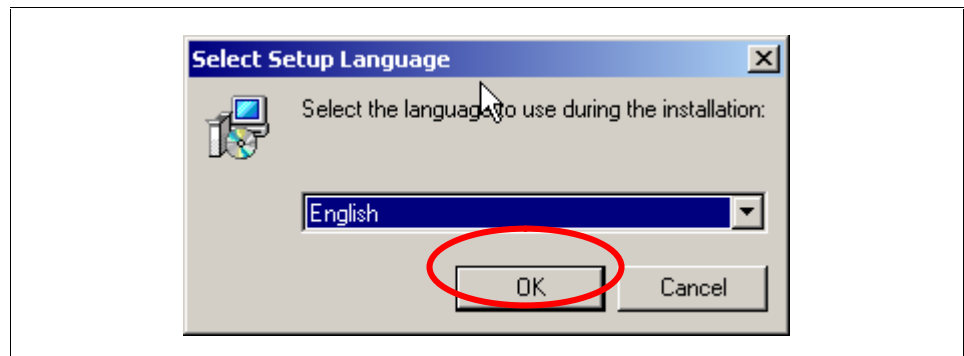 Select Setup Language
Select the language to use during the installation:
English
OK
Cancel